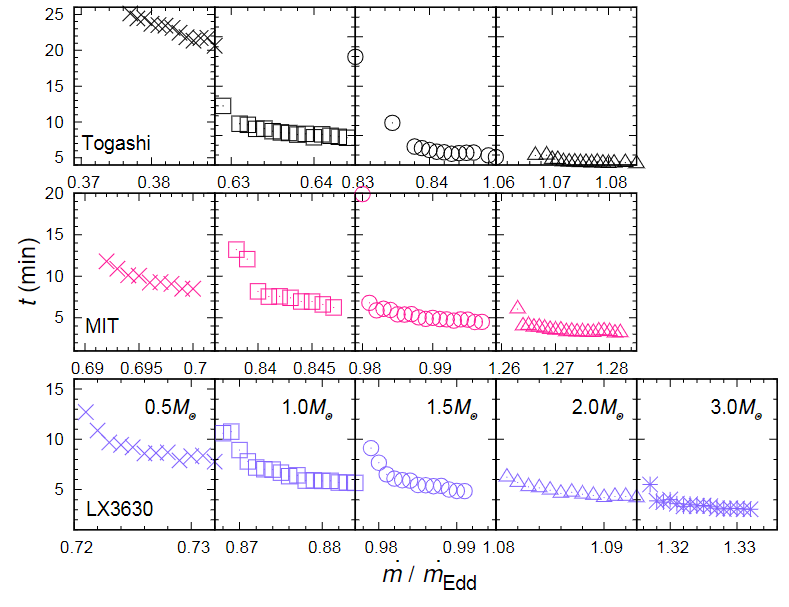 25
20
15
10
5
Togashi
0.37 0.38 0.63 0.64 0.83 0.84 1.06 1.07 1.08
20
15
10
5
MIT
0.69 0.695 0.7 0.84 0.845 0.98 0.99 1.26 1.27 1.28
t (min)
15
10
5
0.5M⊙ 1.0M⊙ 1.5M⊙ 2.0M⊙ 3.0M⊙
LX3630
0.72 0.73 0.87 0.88 0.98 0.99 1.08 1.09 1.32 1.33
ṁ / ṁEdd